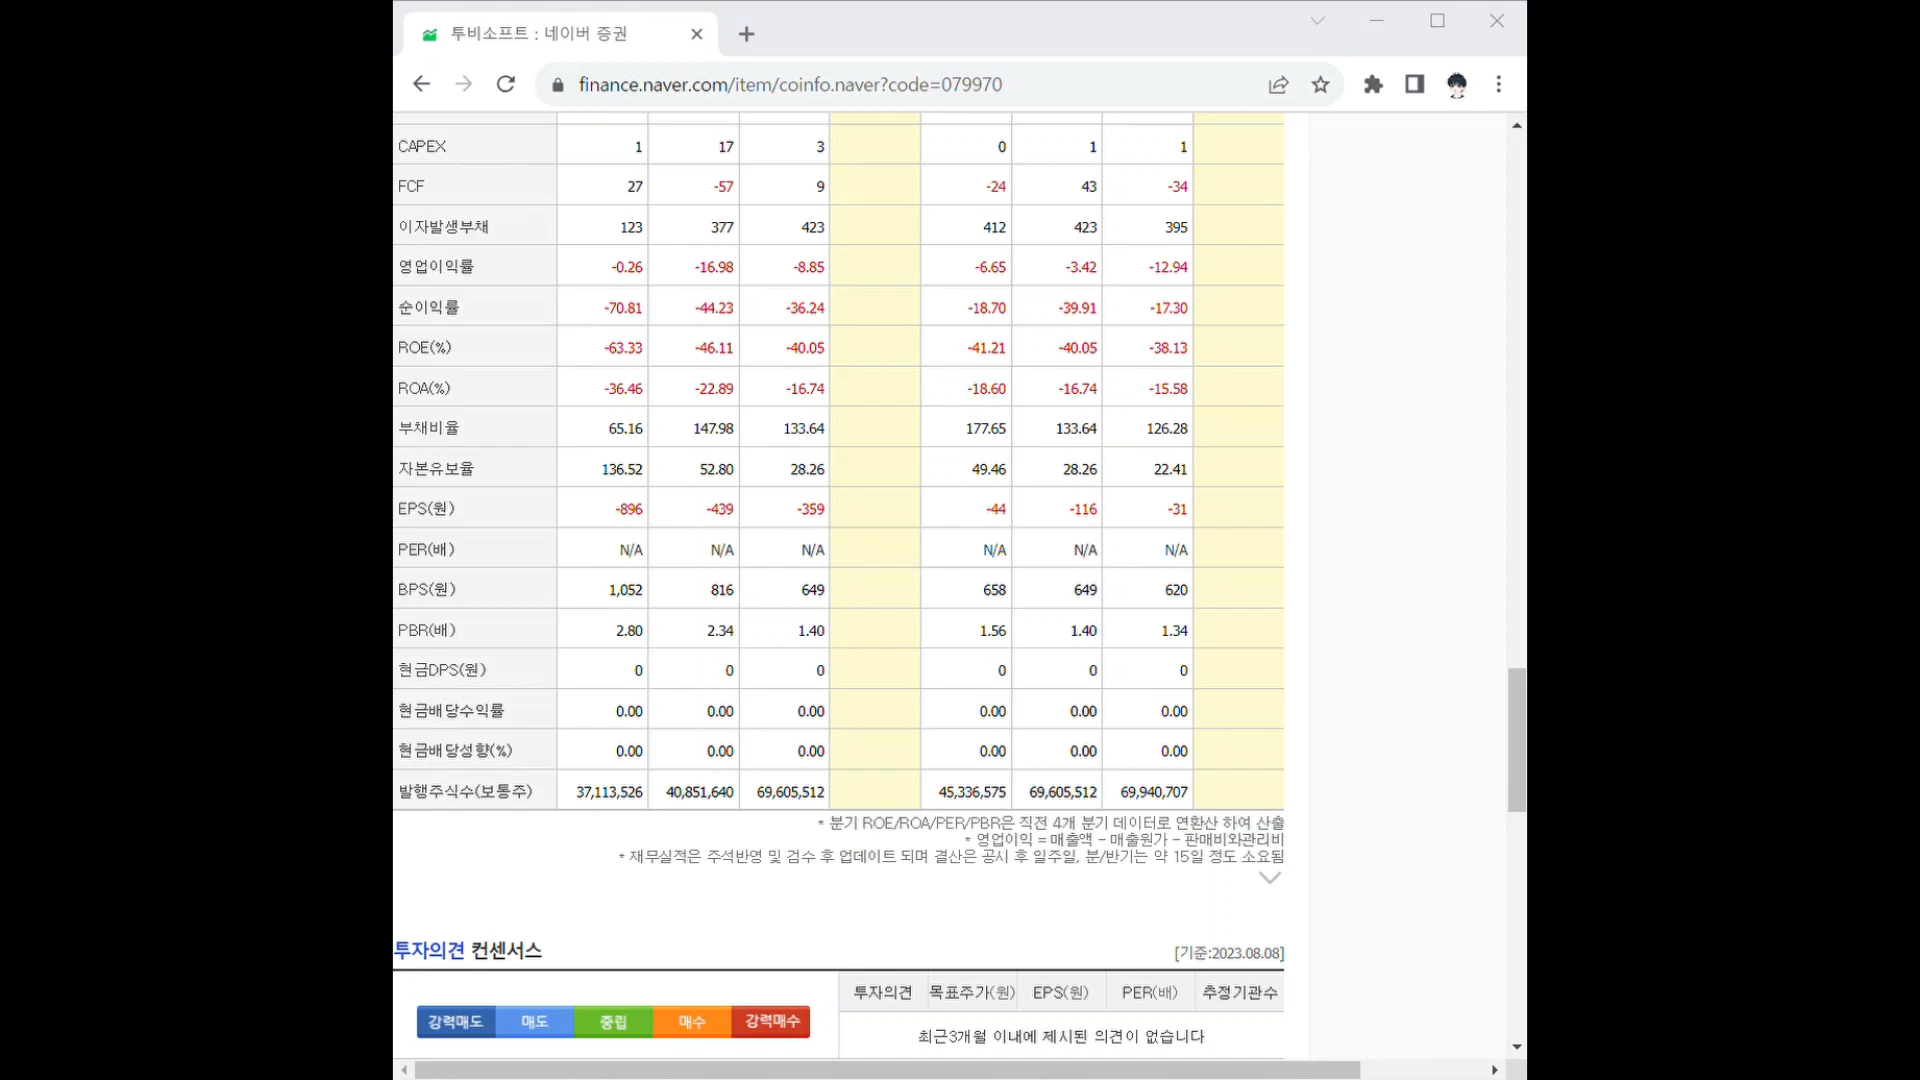 투비소프트 : 네이버 증권
finance.naver.com/item/coinfo.naver?code=079970
CAPEX 1 17 3 0 1 1
FCF 27 -57 9 -24 43 -34
이자발생부채 123 377 423 412 423 395
영업이익률 -0.26 -16.98 -8.85 -6.65 -3.42 -12.94
순이익률 -70.81 -44.23 -36.24 -18.70 -39.91 -17.30
ROE(%) -63.33 -46.11 -40.05 -41.21 -40.05 -38.13
ROA(%) -36.46 -22.89 -16.74 -18.60 -16.74 -15.58
부채비율 65.16 147.98 133.64 177.65 133.64 126.28
자본유보율 136.52 52.80 28.26 49.46 28.26 22.41
EPS(원) -896 -439 -359 -44 -116 -31
PER(배) N/A N/A N/A N/A N/A N/A
BPS(원) 1,052 816 649 658 649 620
PBR(배) 2.80 2.34 1.40 1.56 1.40 1.34
현금DPS(원) 0 0 0 0 0 0
현금배당수익률 0.00 0.00 0.00 0.00 0.00 0.00
현금배당성향(%) 0.00 0.00 0.00 0.00 0.00 0.00
발행주식수(보통주) 37,113,526 40,851,640 69,605,512 45,336,575 69,605,512 69,940,707
* 분기 ROE/ROA/PER/PBR은 직전 4개 분기 데이터로 연환산 하여 산출
* 영업이익 = 매출액 - 매출원가 - 판매비와관리비
* 재무실적은 주석반영 및 검수 후 업데이트 되며 결산은 공시 후 일주일, 분/반기는 약 15일 정도 소요됨
투자의견 컨센서스 [기준:2023.08.08]
투자의견 목표주가(원) EPS(원) PER(배) 추정기관수
강력매도 매도 중립 매수 강력매수
최근3개월 이내에 제시된 의견이 없습니다